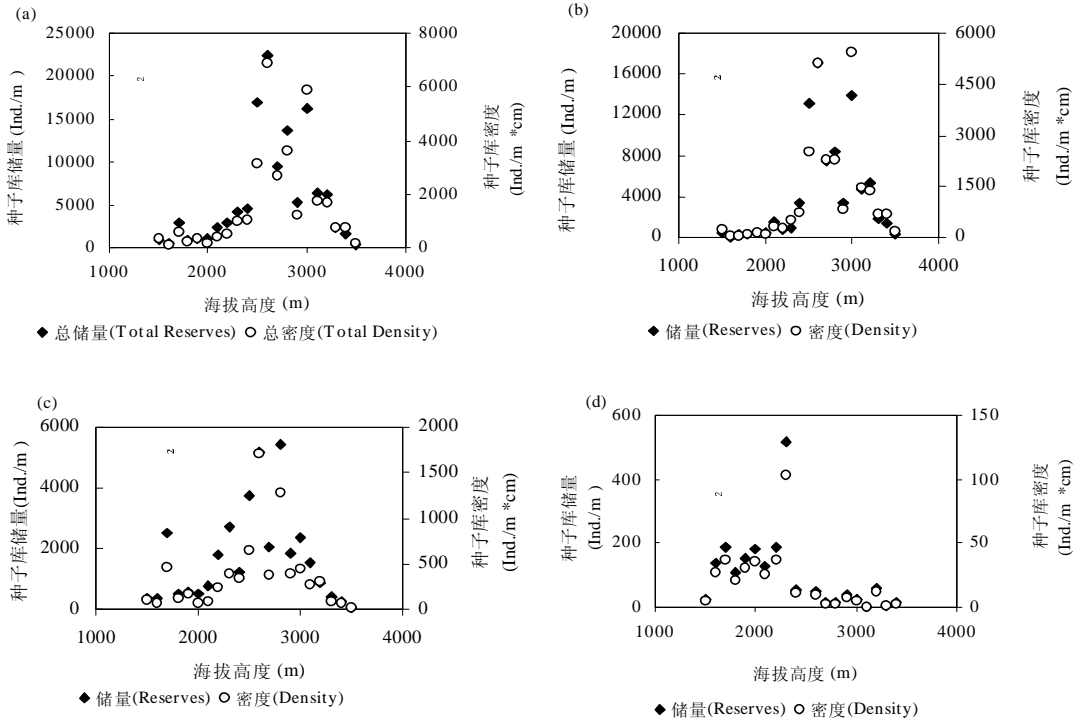 (a)
25000
20000
15000
10000
5000
0
8000
6000
4000
2000
0
1000
2000
3000
4000
2
种子库储量 (Ind./m )
种子库密度
(Ind./m *cm)
海拔高度 (m)
◆ 总储量(Total Reserves) ○ 总密度(Total Density)
(b)
20000
16000
12000
8000
4000
0
6000
4500
3000
1500
0
1000
2000
3000
4000
2
种子库储量 (Ind./m )
种子库密度
(Ind./m *cm)
海拔高度 (m)
◆ 储量(Reserves) ○ 密度(Density)
(c)
6000
4000
2000
0
2000
1500
1000
500
0
1000
2000
3000
4000
2
种子库储量(Ind./m )
种子库密度
(Ind./m *cm)
海拔高度 (m)
◆ 储量(Reserves) ○ 密度(Density)
(d)
600
400
200
0
150
100
50
0
1000
2000
3000
4000
2
种子库储量
(Ind./m )
种子库密度
(Ind./m *cm)
海拔高度 (m)
◆ 储量(Reserves) ○ 密度(Density)